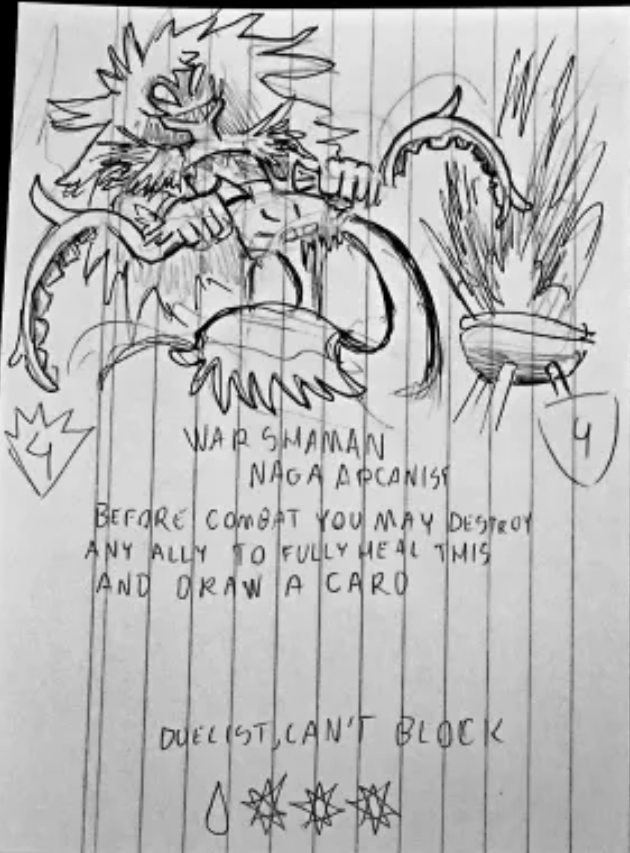 4
4
WAR SHAMAN
NAGA ARCANIST
BEFORE COMBAT YOU MAY DESTROY
ANY ALLY TO FULLY HEAL THIS
AND DRAW A CARD
DUELIST, CAN'T BLOCK